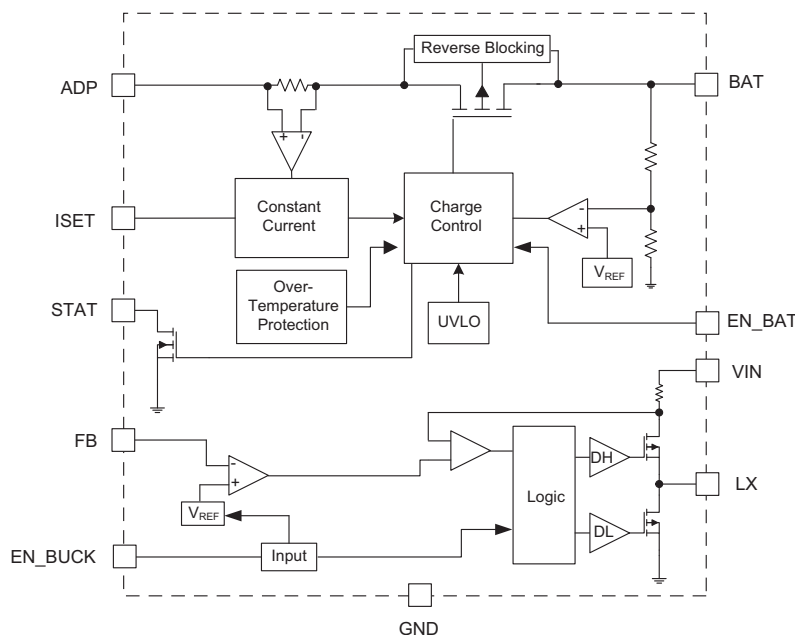 Reverse Blocking
ADP
BAT
+ -
ISET
Constant
Current
Charge
Control
-
+
VREF
Over-
Temperature
Protection
UVLO
STAT
EN_BAT
VIN
FB
-
+
VREF
Logic
DH
LX
DL
EN_BUCK
Input
GND